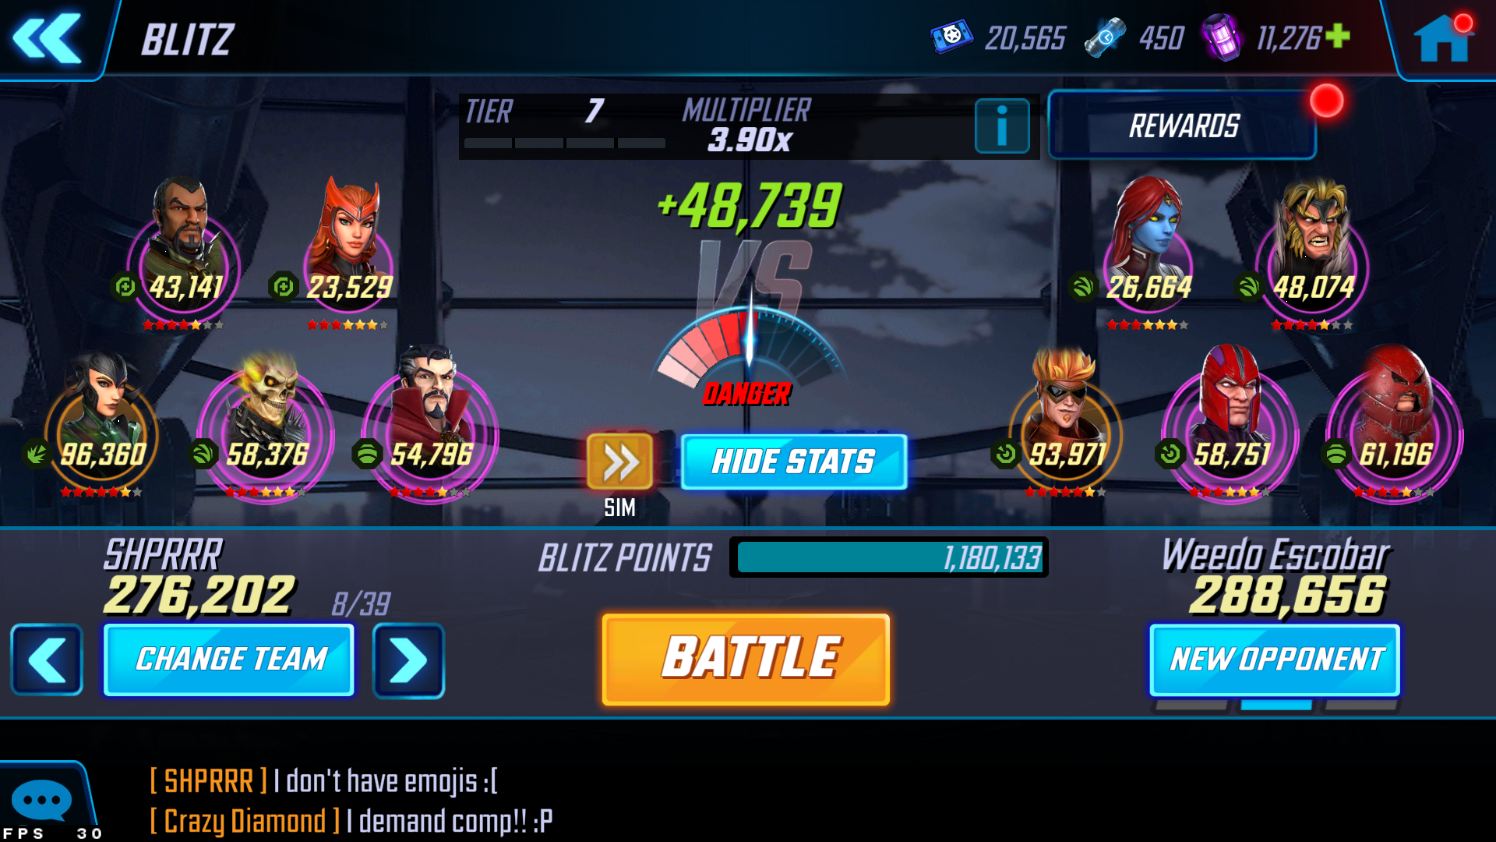 BLITZ
20,565
450
11,276
TIER 7
MULTIPLIER
3.90x
REWARDS
+48,739
VS
43,141
23,529
26,664
48,074
DANGER
96,360
58,376
54,796
93,971
58,751
61,196
HIDE STATS
SIM
SHPRRR
276,202
8/39
BLITZ POINTS
1,180,133
Weedo Escobar
288,656
CHANGE TEAM
BATTLE
NEW OPPONENT
[ SHPRRR ] I don't have emojis :[
[ Crazy Diamond ] I demand comp!! :P
FPS 30